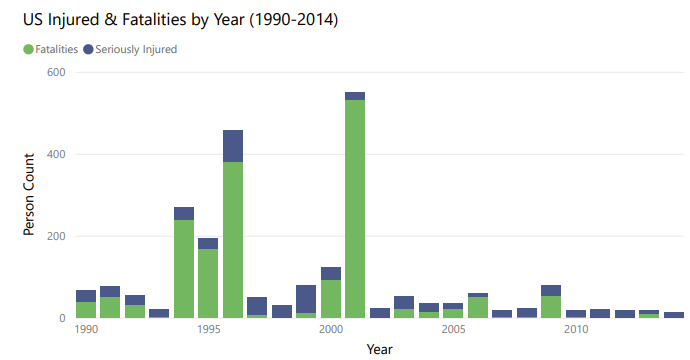 US Injured & Fatalities by Year (1990-2014)
Fatalities Seriously Injured
600
400
200
0
Person Count
1990 1995 2000 2005 2010
Year